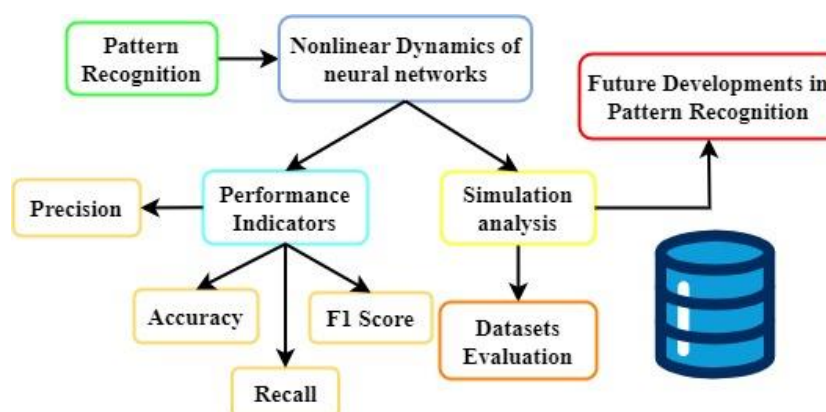 Pattern
Recognition
Nonlinear Dynamics of
neural networks
Future Developments in
Pattern Recognition
Precision
Performance
Indicators
Simulation
analysis
Accuracy
F1 Score
Recall
Datasets
Evaluation